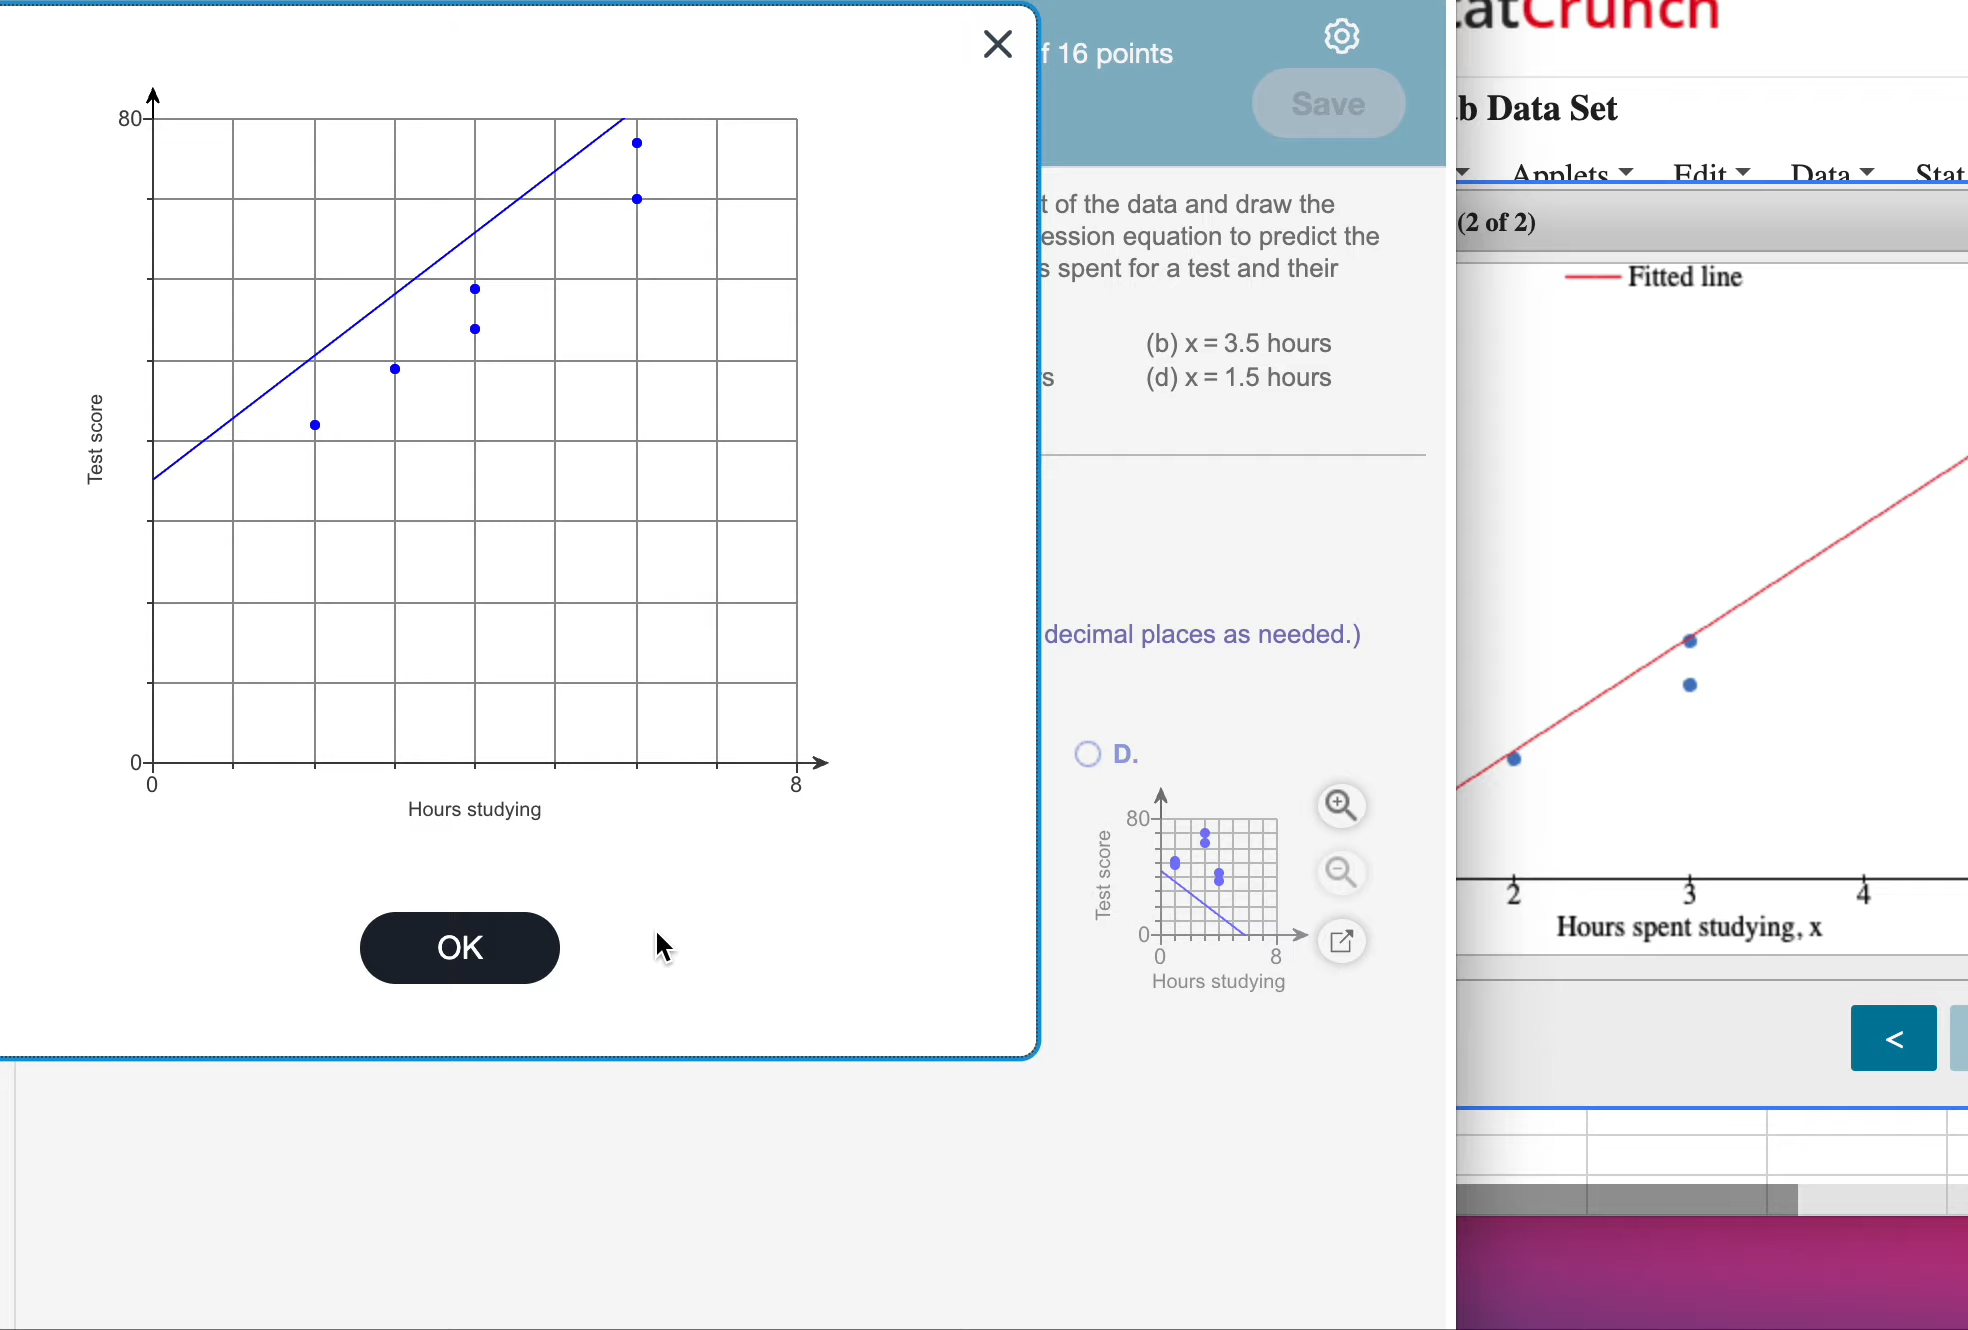 f 16 points
Save
t of the data and draw the
ession equation to predict the
s spent for a test and their
(b) x = 3.5 hours
s
(d) x = 1.5 hours
decimal places as needed.)
80
Test score
0
0
8
Hours studying
OK
D.
80
Test score
0
0
8
Hours studying
atCrunch
b Data Set
Applets
Edit
Data
Stat
(2 of 2)
Fitted line
2
3
4
Hours spent studying, x
<